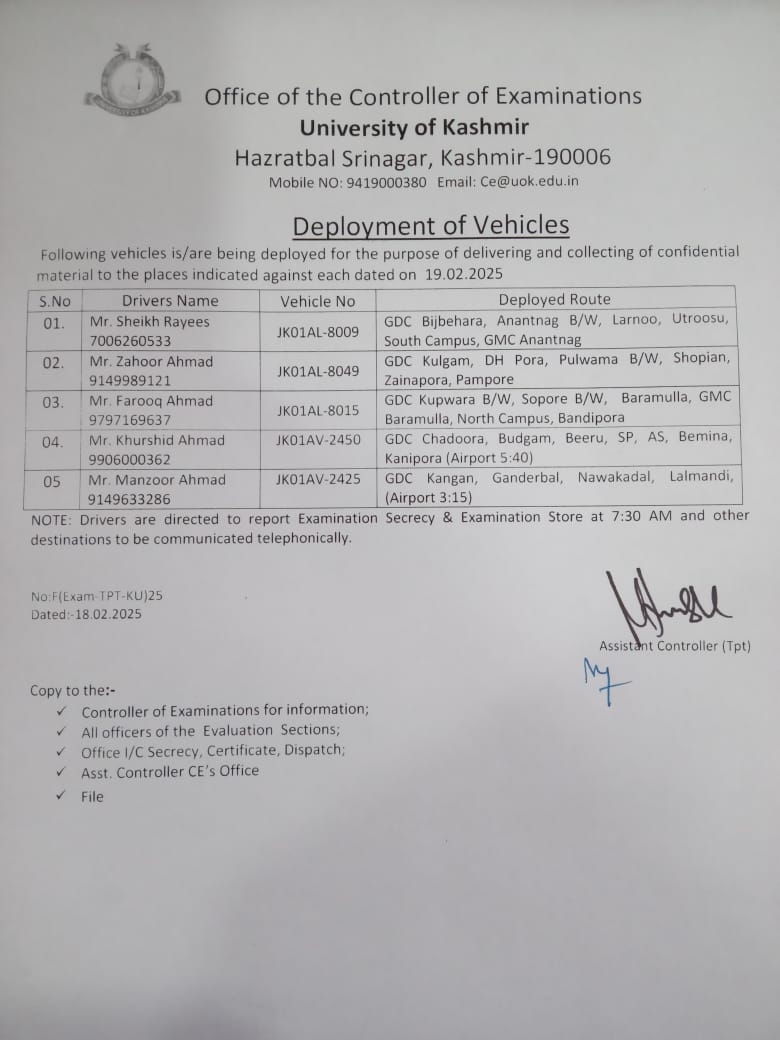 Office of the Controller of Examinations
University of Kashmir
Hazratbal Srinagar, Kashmir-190006
Mobile NO: 9419000380 Email: Ce@uok.edu.in
Deployment of Vehicles
Following vehicles is/are being deployed for the purpose of delivering and collecting of confidential
material to the places indicated against each dated on 19.02.2025
S.No Drivers Name Vehicle No Deployed Route
01. Mr. Sheikh Rayees JK01AL-8009 GDC Bijbehara, Anantnag B/W, Larnoo, Utroosu,
7006260533 South Campus, GMC Anantnag
02. Mr. Zahoor Ahmad JK01AL-8049 GDC Kulgam, DH Pora, Pulwama B/W, Shopian,
9149989121 Zainapora, Pampore
03. Mr. Farooq Ahmad JK01AL-8015 GDC Kupwara B/W, Sopore B/W, Baramulla, GMC
9797169637 Baramulla, North Campus, Bandipora
04. Mr. Khurshid Ahmad JK01AV-2450 GDC Chadoora, Budgam, Beeru, SP, AS, Bemina,
9906000362 Kanipora (Airport 5:40)
05 Mr. Manzoor Ahmad JK01AV-2425 GDC Kangan, Ganderbal, Nawakadal, Lalmandi,
9149633286 (Airport 3:15)
NOTE: Drivers are directed to report Examination Secrecy & Examination Store at 7:30 AM and other
destinations to be communicated telephonically.
No:F(Exam-TPT-KU)25
Dated:-18.02.2025
Assistant Controller (Tpt)
Copy to the:-
✓ Controller of Examinations for information;
✓ All officers of the Evaluation Sections;
✓ Office I/C Secrecy, Certificate, Dispatch;
✓ Asst. Controller CE's Office
✓ File